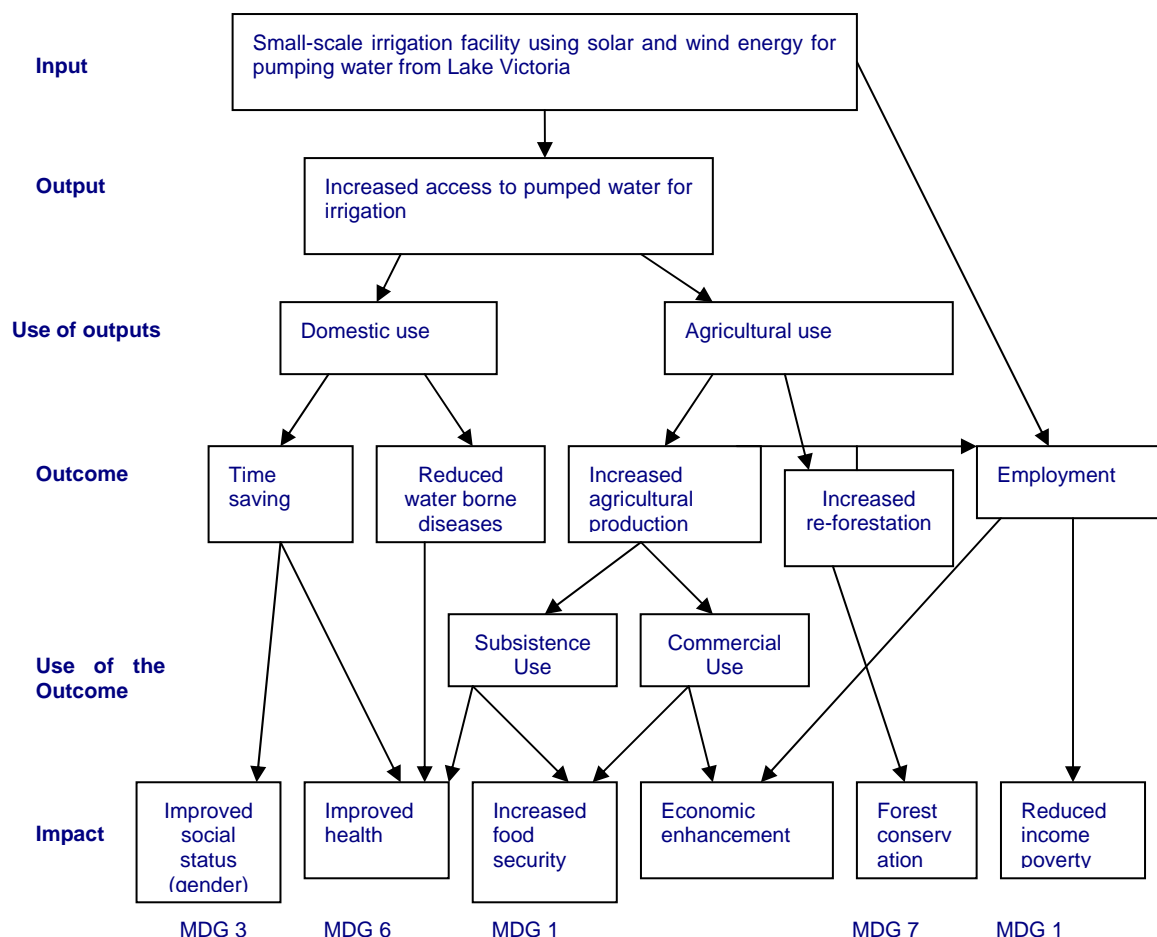 Input
Small-scale irrigation facility using solar and wind energy for
pumping water from Lake Victoria
Output
Increased access to pumped water for
irrigation
Use of outputs
Domestic use
Agricultural use
Outcome
Time
saving
Reduced
water borne
diseases
Increased
agricultural
production
Increased
re-forestation
Employment
Use of the
Outcome
Subsistence
Use
Commercial
Use
Impact
Improved
social
status
(gender)
Improved
health
Increased
food
security
Economic
enhancement
Forest
conserv
ation
Reduced
income
poverty
MDG 3
MDG 6
MDG 1
MDG 7
MDG 1